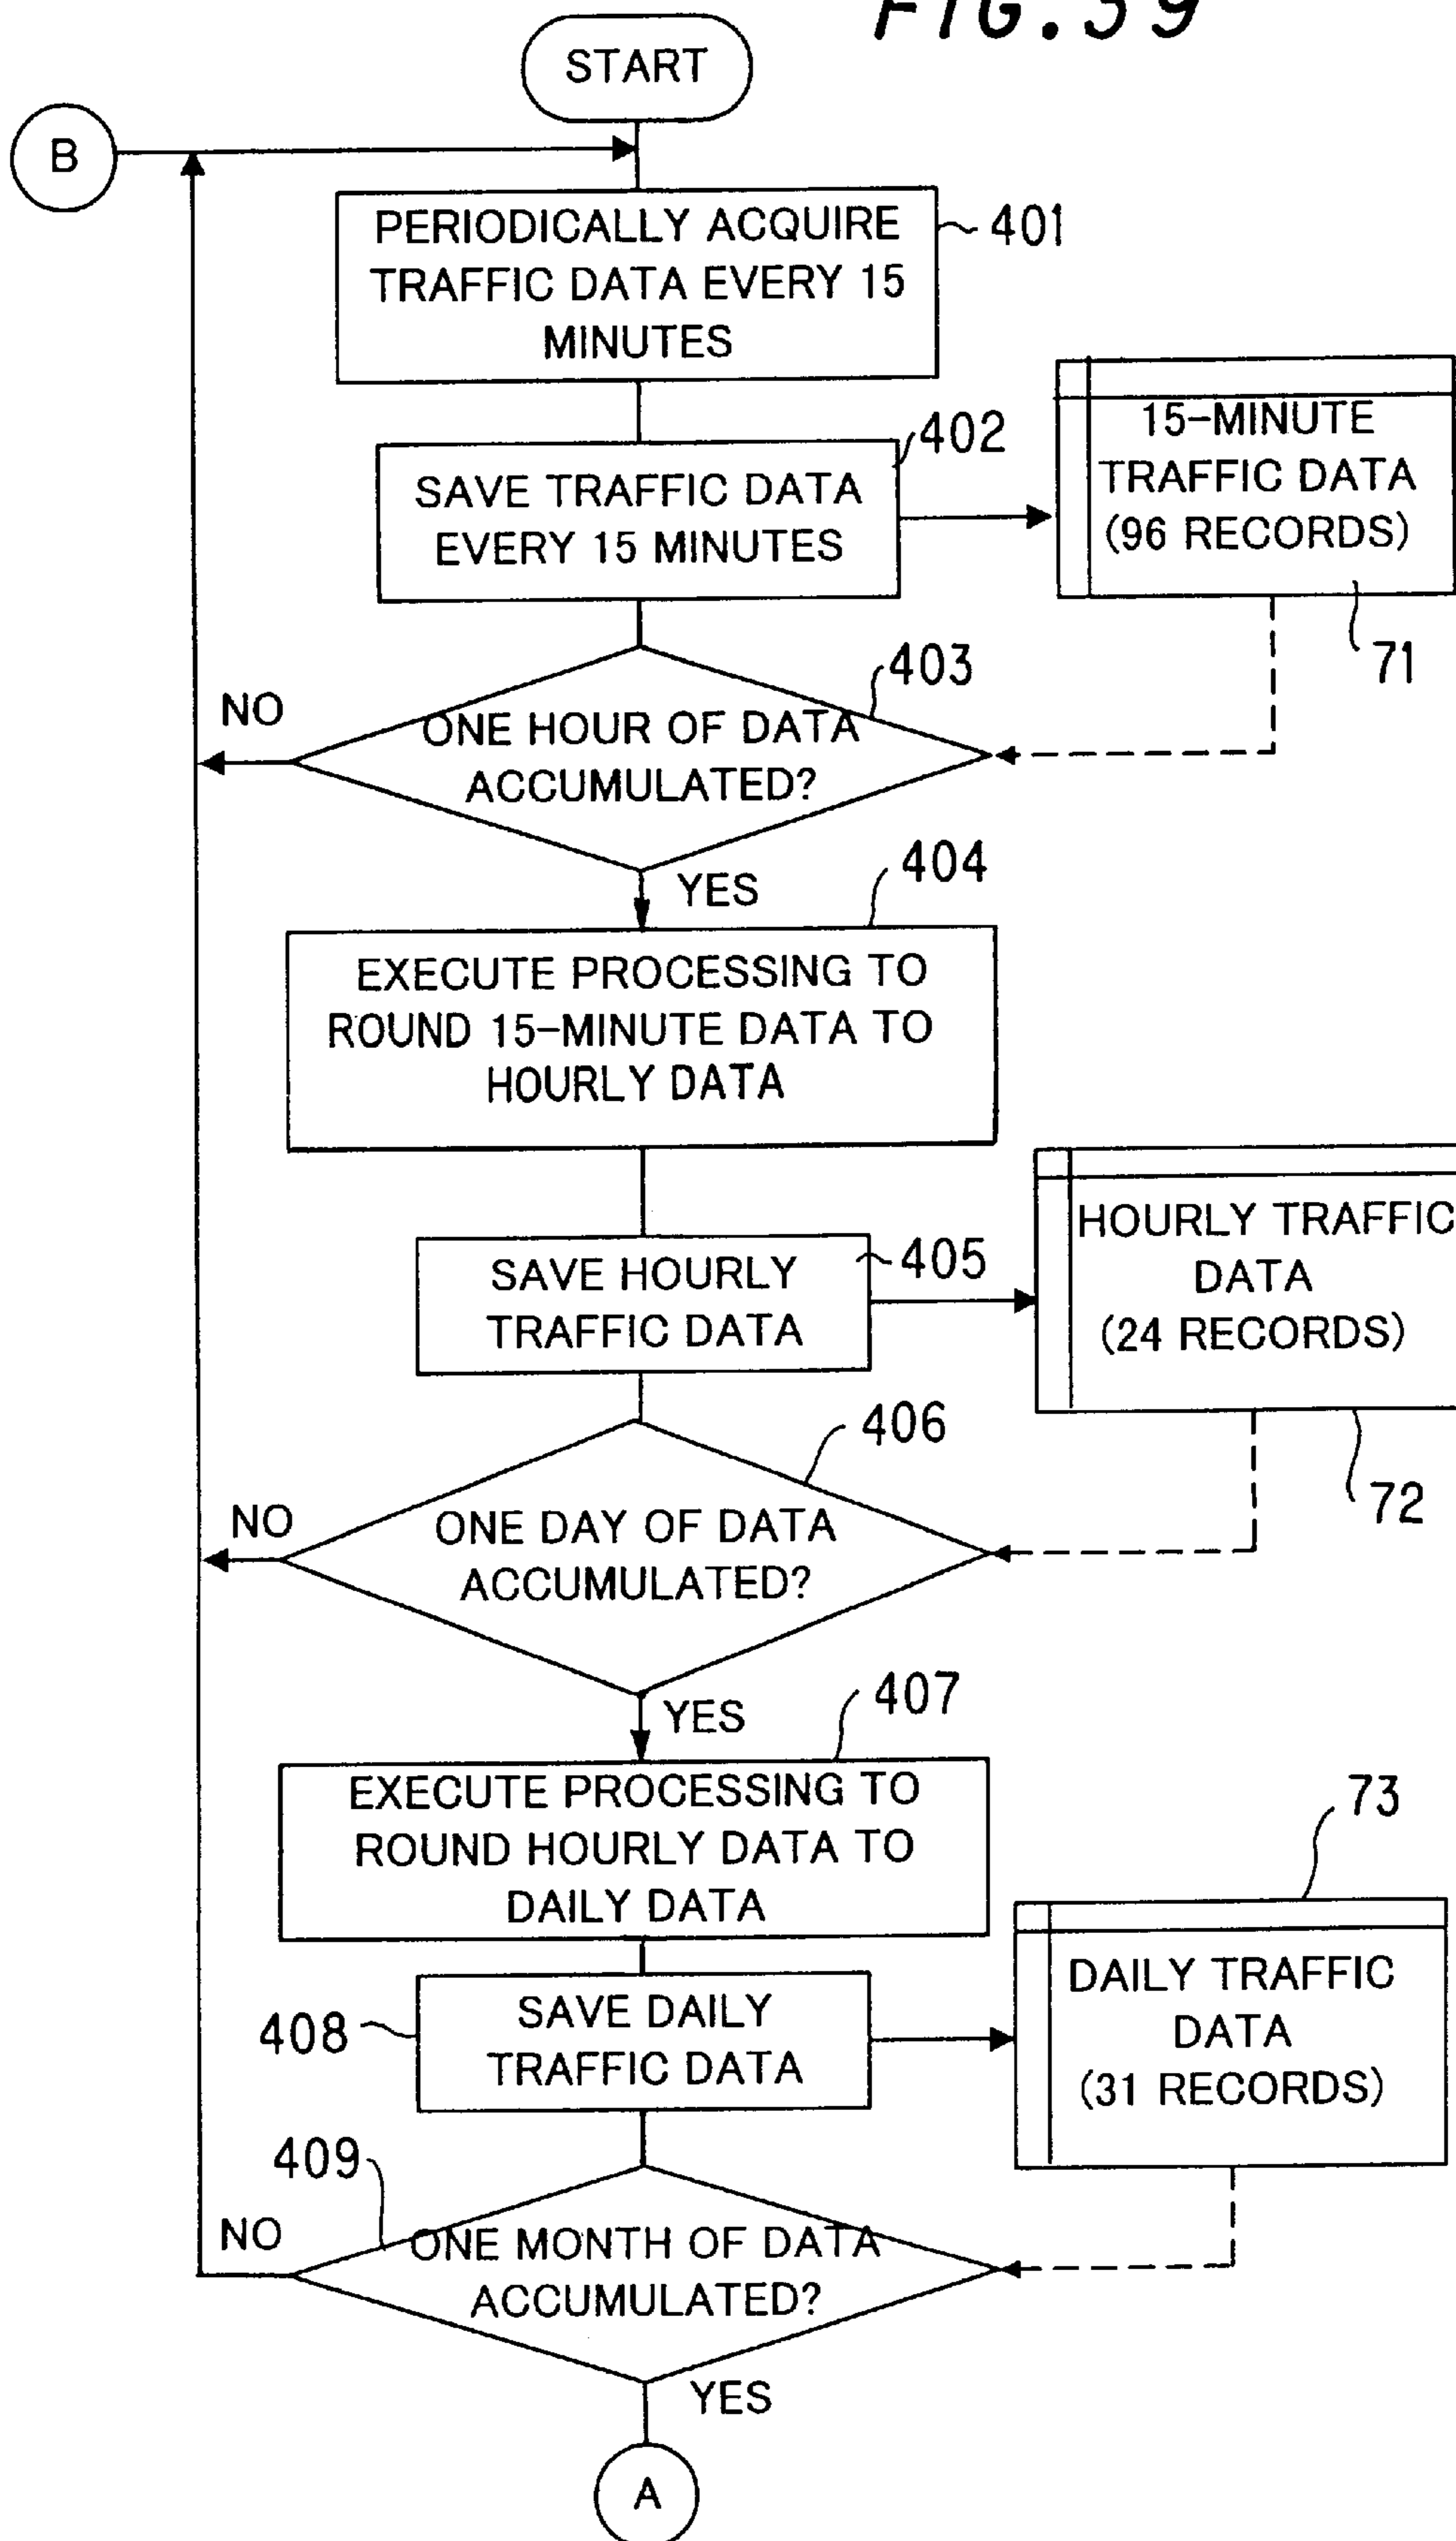 FIG.39
START
B
PERIODICALLY ACQUIRE
TRAFFIC DATA EVERY 15
MINUTES
401
402
SAVE TRAFFIC DATA
EVERY 15 MINUTES
15-MINUTE
TRAFFIC DATA
(96 RECORDS)
71
403
NO
ONE HOUR OF DATA
ACCUMULATED?
YES
404
EXECUTE PROCESSING TO
ROUND 15-MINUTE DATA TO
HOURLY DATA
SAVE HOURLY
TRAFFIC DATA
405
HOURLY TRAFFIC
DATA
(24 RECORDS)
72
406
NO
ONE DAY OF DATA
ACCUMULATED?
YES
407
EXECUTE PROCESSING TO
ROUND HOURLY DATA TO
DAILY DATA
73
408
SAVE DAILY
TRAFFIC DATA
DAILY TRAFFIC
DATA
(31 RECORDS)
409
NO
ONE MONTH OF DATA
ACCUMULATED?
YES
A